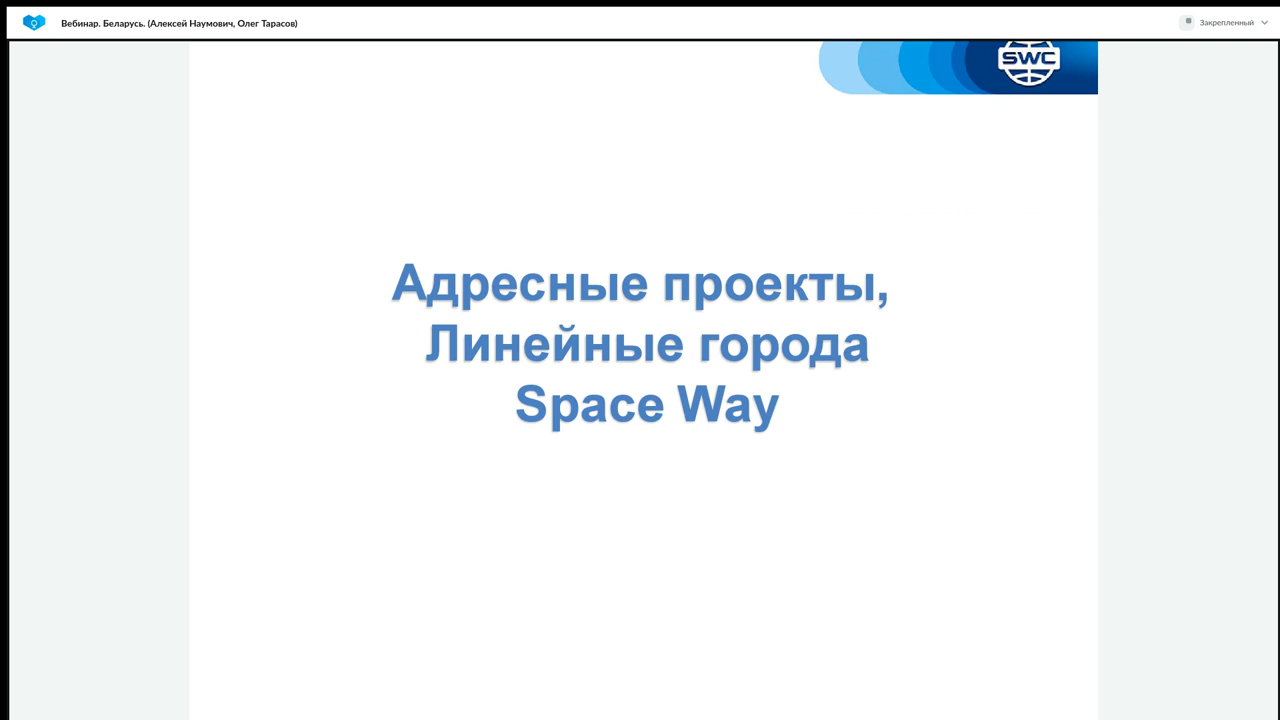 Вебинар. Беларусь. (Алексей Наумович, Олег Тарасов)
Закрепленный
SWC
Адресные проекты,
Линейные города
Space Way